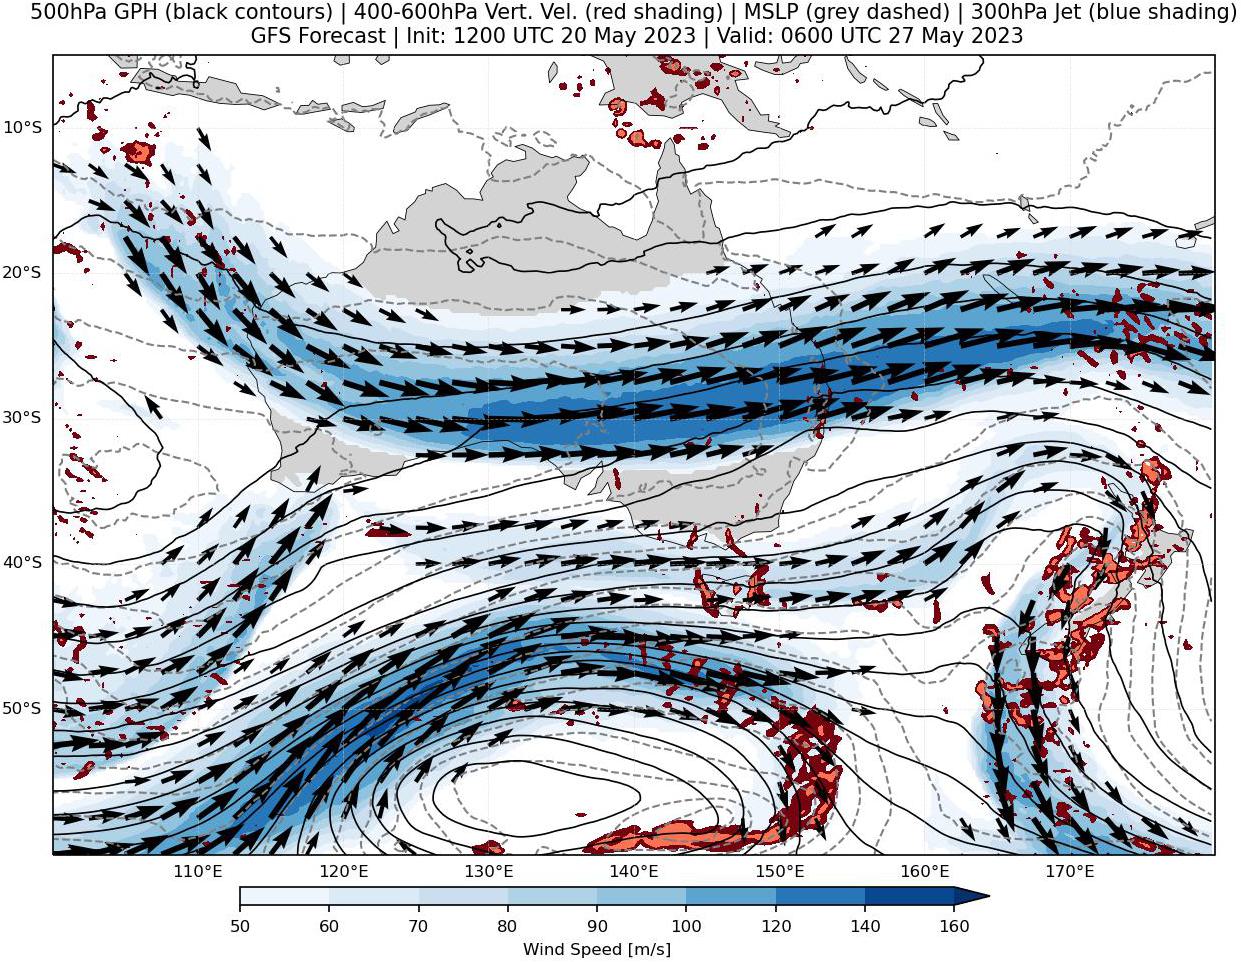 500hPa GPH (black contours) | 400-600hPa Vert. Vel. (red shading) | MSLP (grey dashed) | 300hPa Jet (blue shading)
GFS Forecast | Init: 1200 UTC 20 May 2023 | Valid: 0600 UTC 27 May 2023
10°S
20°S
30°S
40°S
50°S
110°E 120°E 130°E 140°E 150°E 160°E 170°E
50 60 70 80 90 100 120 140 160
Wind Speed [m/s]